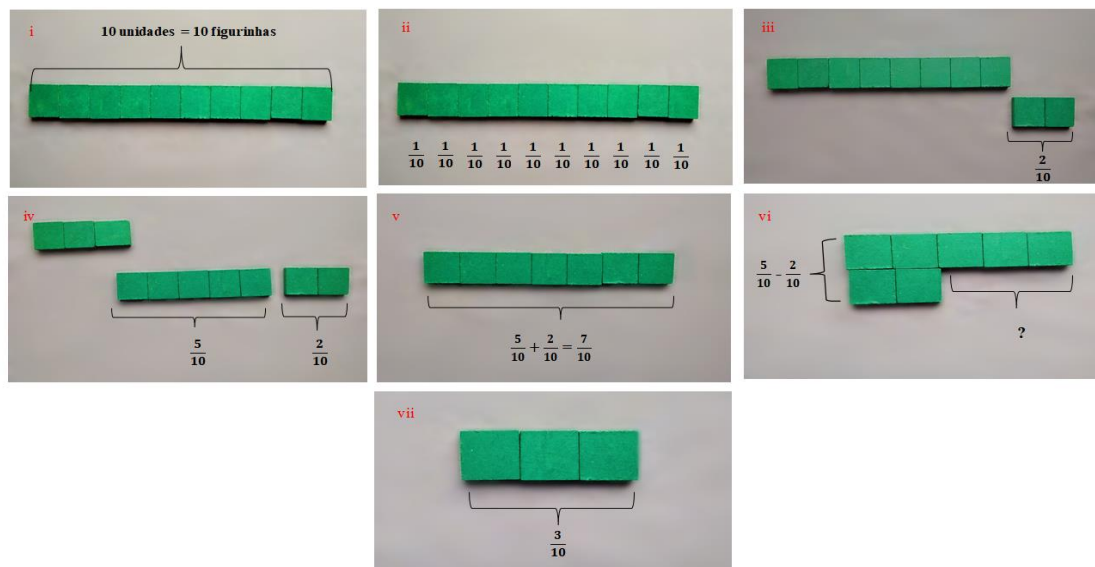 i
10 unidades = 10 figurinhas
ii
1/10 1/10 1/10 1/10 1/10 1/10 1/10 1/10 1/10 1/10
iii
2/10
iv
5/10 2/10
v
5/10 + 2/10 = 7/10
vi
5/10 - 2/10
?
vii
3/10